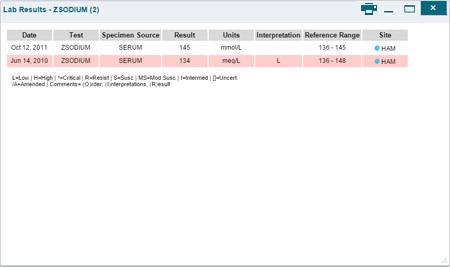 Lab Results - ZSODIUM (2)
Date Test Specimen Source Result Units Interpretation Reference Range Site
Oct 12, 2011 ZSODIUM SERUM 145 mmol/L 136 - 145 HAM
Jun 14, 2010 ZSODIUM SERUM 134 meq/L L 136 - 148 HAM
L=Low | H=High | *=Critical | R=Resist | S=Susc | MS=Mod Susc | I=Intermed | []=Uncert
/A=Amended | Comments= (O)rder, (I)nterpretations, (R)esult